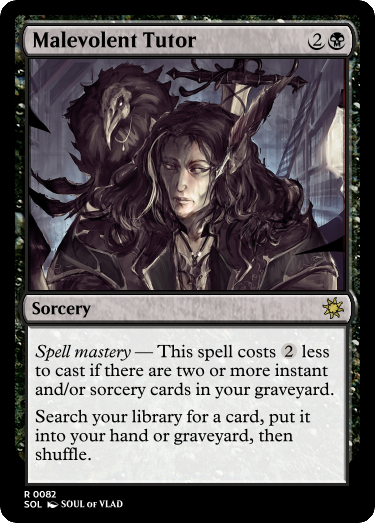 Malevolent Tutor 2
Sorcery
Spell mastery — This spell costs 2 less
to cast if there are two or more instant
and/or sorcery cards in your graveyard.
Search your library for a card, put it
into your hand or graveyard, then
shuffle.
R 0082
SOL SOUL OF VLAD